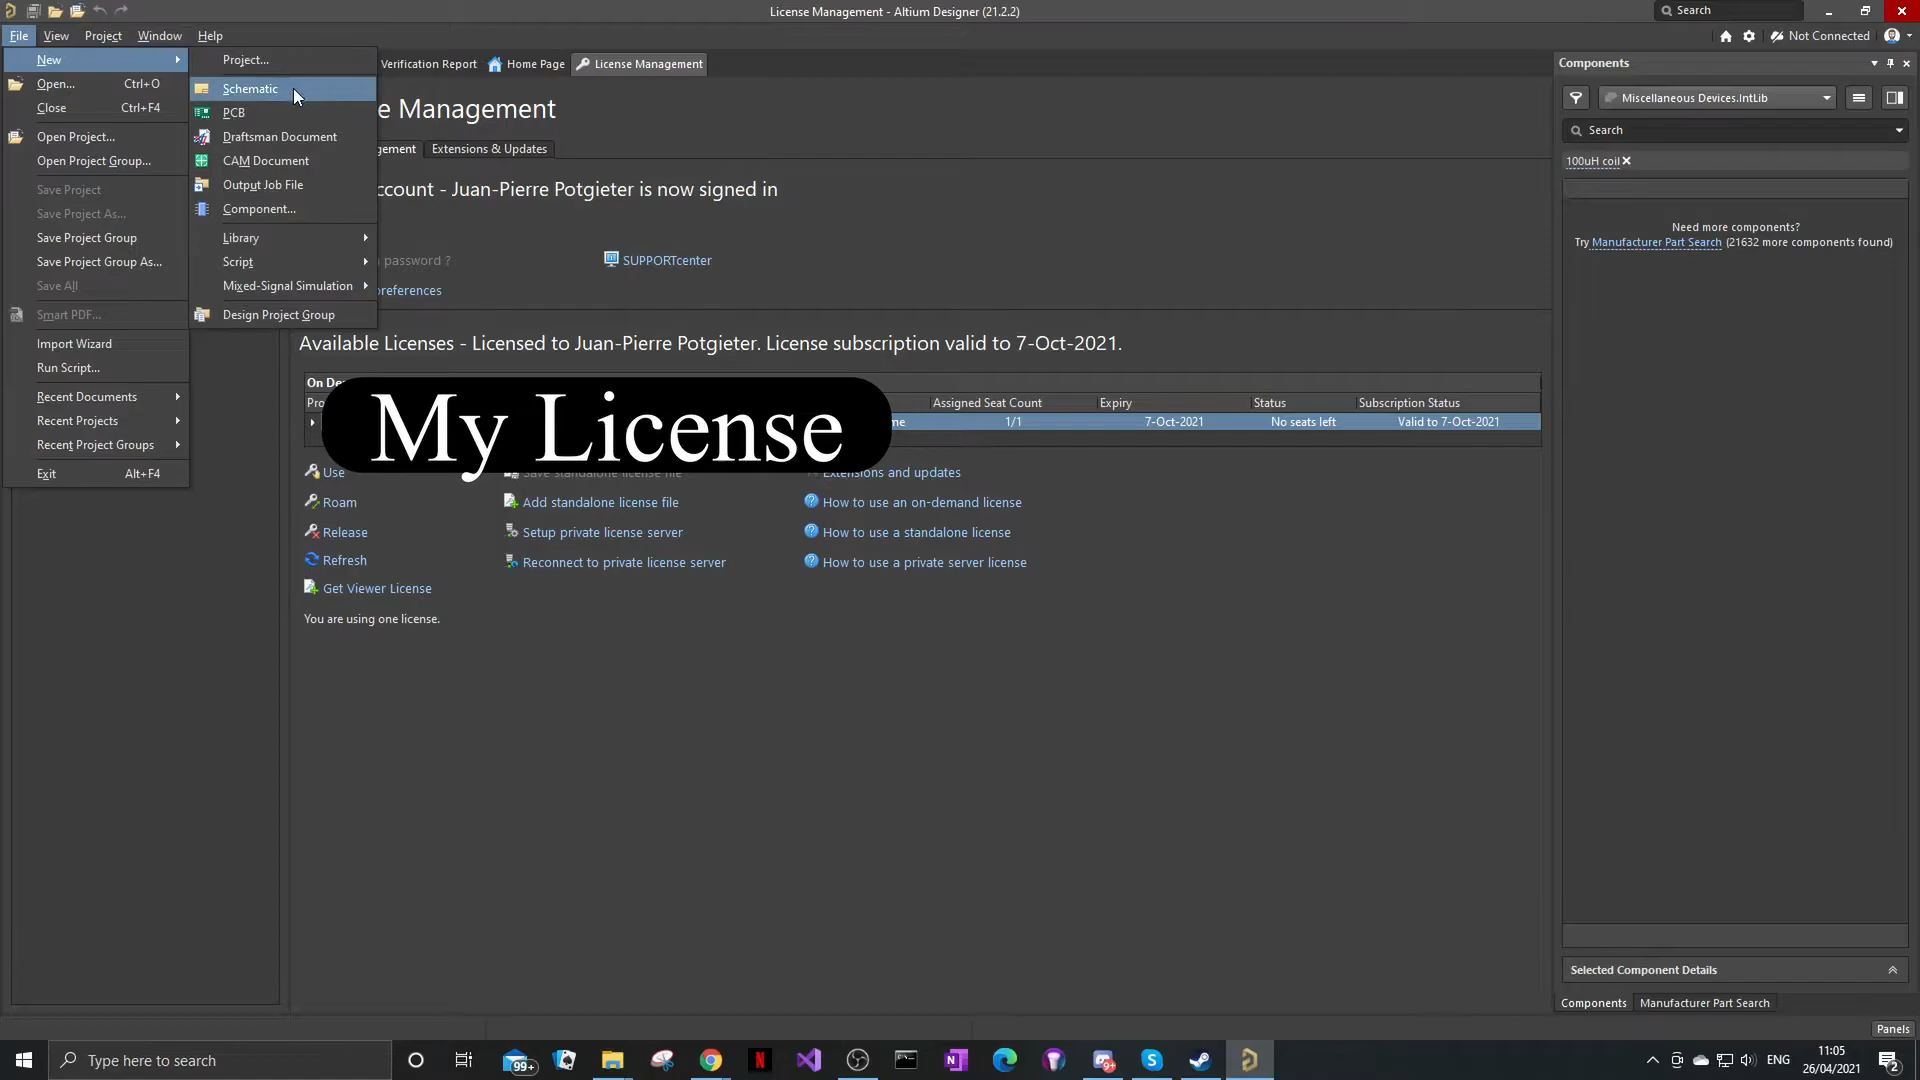 License Management - Altium Designer (21.2.2)
Search
File View Project Window Help
Not Connected
New
Open... Ctrl+O
Close Ctrl+F4
Open Project...
Open Project Group...
Save Project
Save Project As...
Save Project Group
Save Project Group As...
Save All
Smart PDF...
Import Wizard
Run Script...
Recent Documents
Recent Projects
Recent Project Groups
Exit Alt+F4
Project...
Schematic
PCB
Draftsman Document
CAM Document
Output Job File
Component...
Library
Script
Mixed-Signal Simulation
Design Project Group
Verification Report Home Page License Management
e Management
gement Extensions & Updates
ccount - Juan-Pierre Potgieter is now signed in
password ? SUPPORTcenter
references
Available Licenses - Licensed to Juan-Pierre Potgieter. License subscription valid to 7-Oct-2021.
On De
Pro Assigned Seat Count Expiry Status Subscription Status
me 1/1 7-Oct-2021 No seats left Valid to 7-Oct-2021
My License
Use Save standalone license file Extensions and updates
Roam Add standalone license file How to use an on-demand license
Release Setup private license server How to use a standalone license
Refresh Reconnect to private license server How to use a private server license
Get Viewer License
You are using one license.
Components
Miscellaneous Devices.IntLib
Search
100uH coil
Need more components?
Try Manufacturer Part Search (21632 more components found)
Selected Component Details
Components Manufacturer Part Search
Panels
Type here to search
99+
9+
ENG
11:05
26/04/2021
2